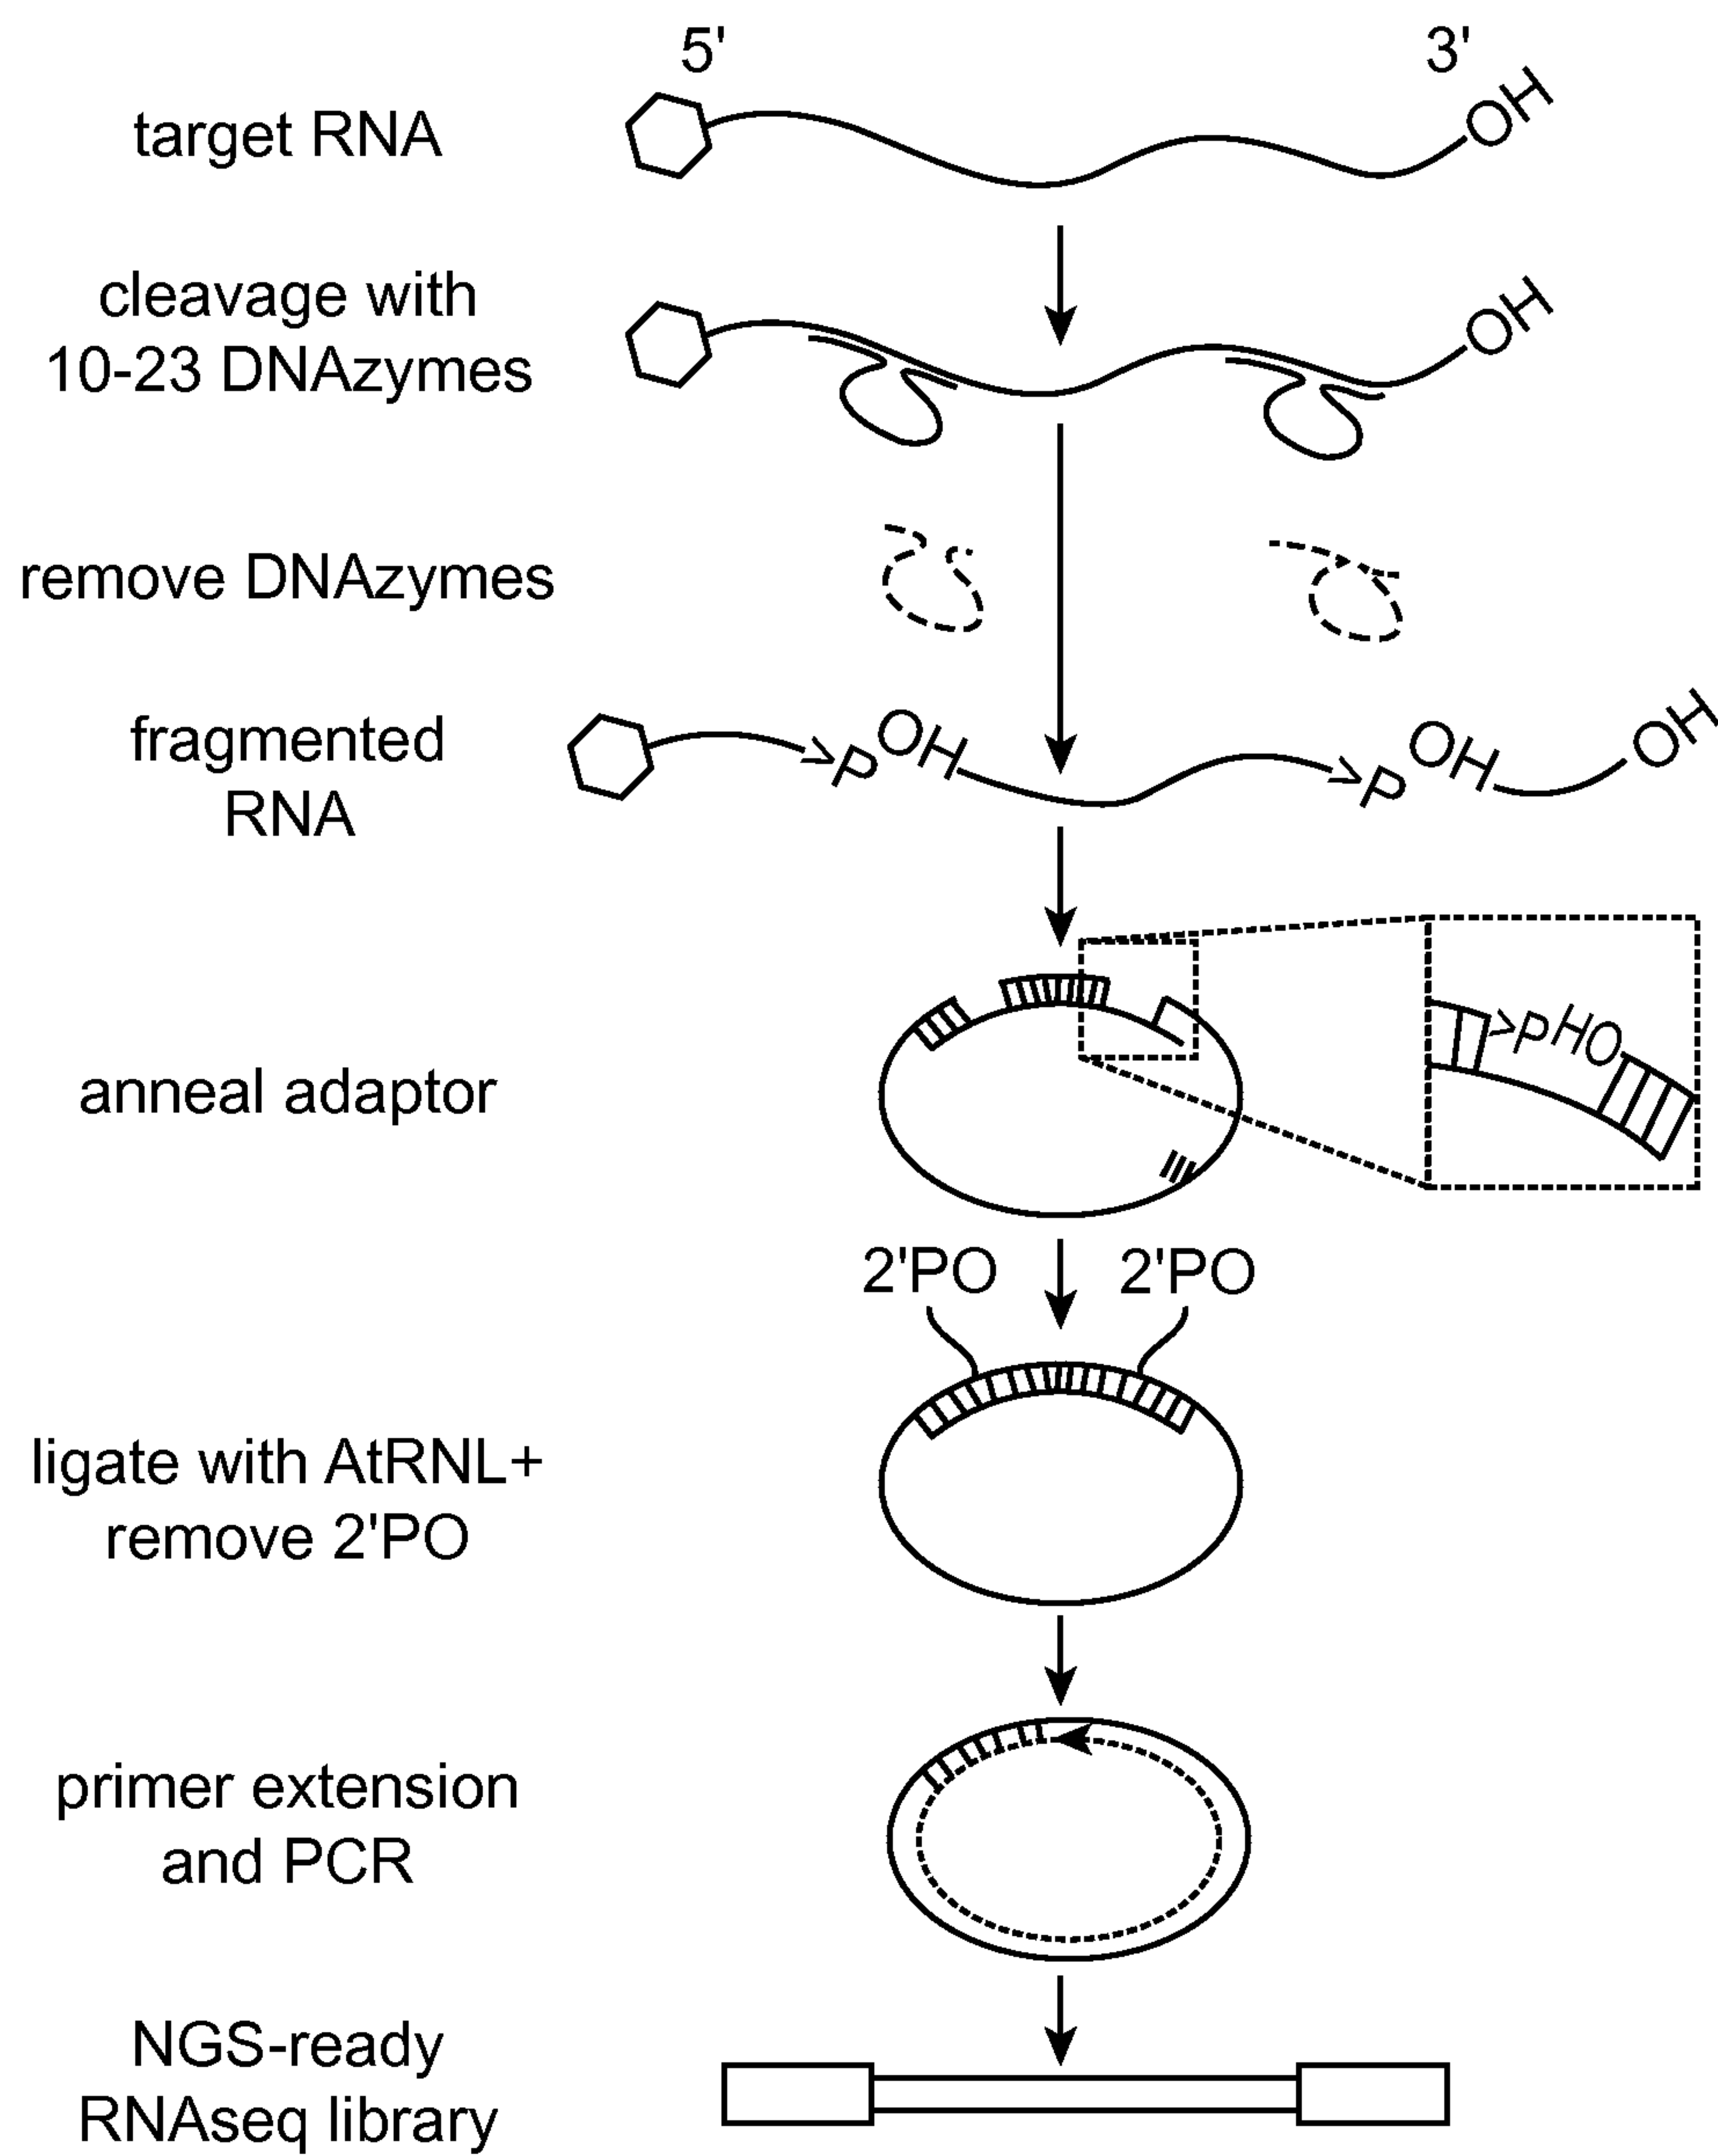 5' 3'
target RNA
OH
cleavage with
10-23 DNAzymes
OH
remove DNAzymes
fragmented
RNA
>P OH >P OH OH
anneal adaptor
>P HO
2'PO 2'PO
ligate with AtRNL+
remove 2'PO
primer extension
and PCR
NGS-ready
RNAseq library